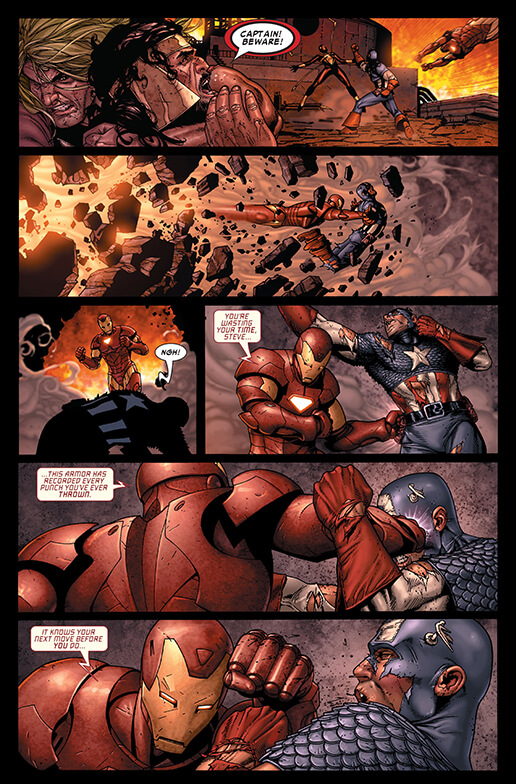 CAPTAIN!
BEWARE!
NGH!
YOU'RE
WASTING
YOUR TIME,
STEVE...
...THIS ARMOR HAS
RECORDED EVERY
PUNCH YOU'VE EVER
THROWN.
IT KNOWS YOUR
NEXT MOVE BEFORE
YOU DO...